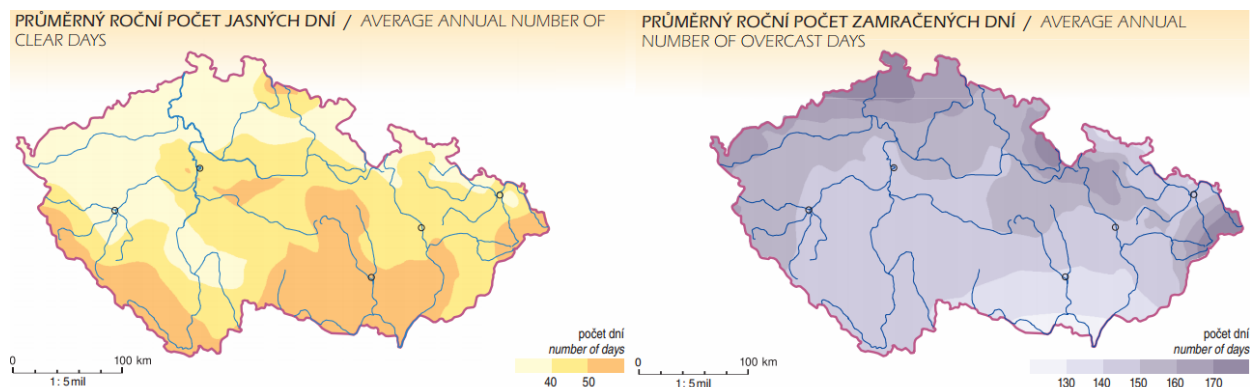 PRŮMĚRNÝ ROČNÍ POČET JASNÝCH DNÍ / AVERAGE ANNUAL NUMBER OF
CLEAR DAYS
počet dní
number of days
0 100 km
1 : 5 mil
40 50
PRŮMĚRNÝ ROČNÍ POČET ZAMRAČENÝCH DNÍ / AVERAGE ANNUAL
NUMBER OF OVERCAST DAYS
počet dní
number of days
0 100 km
1 : 5 mil
130 140 150 160 170